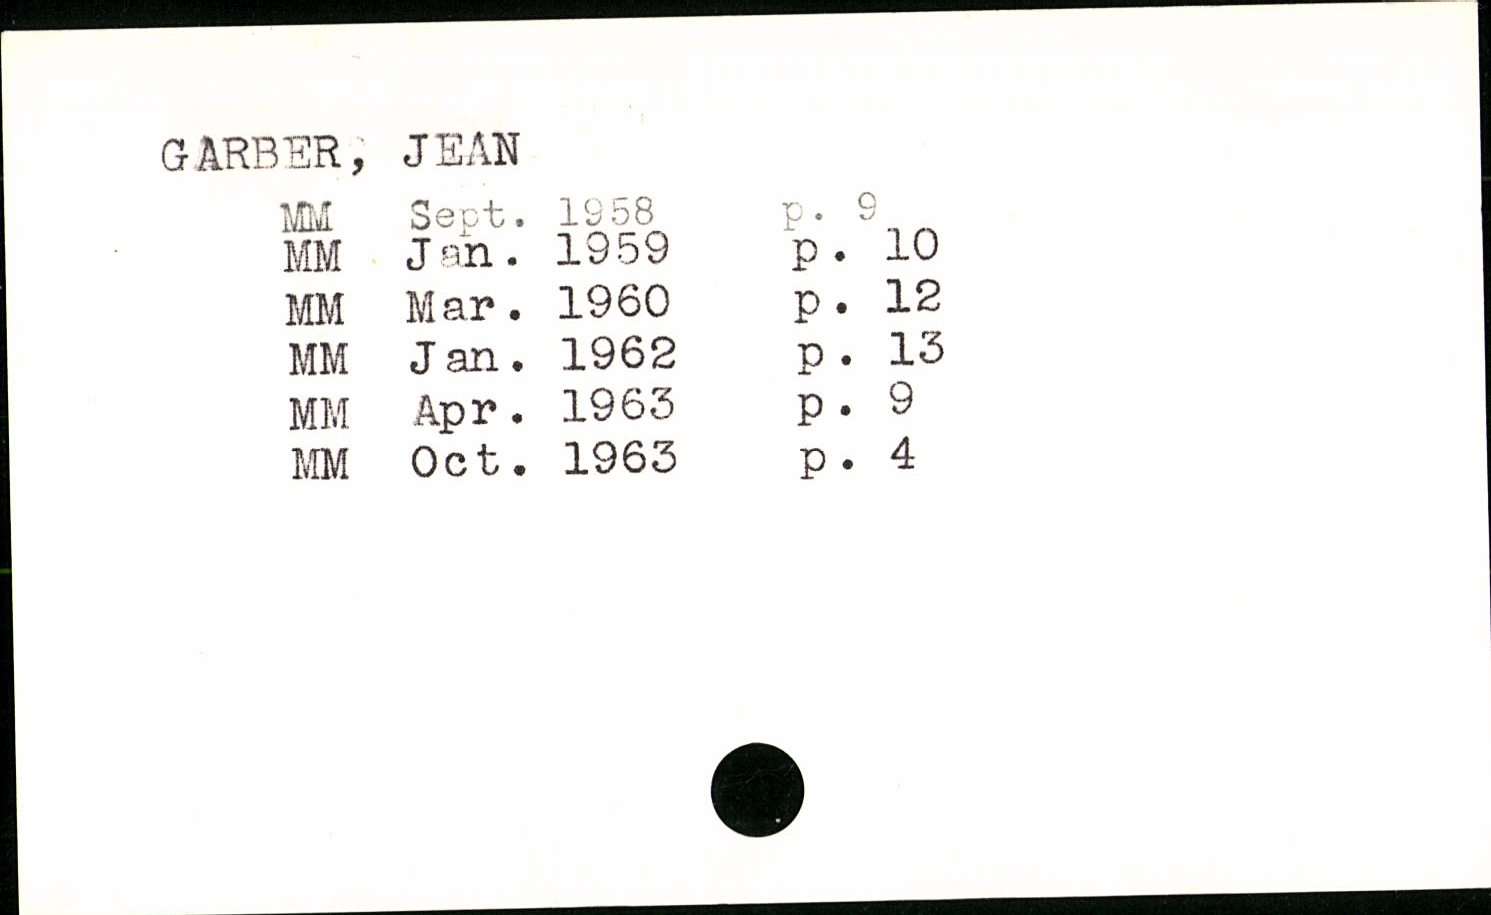 GARBER, JEAN
MM Sept. 1958 p. 9
MM Jan. 1959 p. 10
MM Mar. 1960 p. 12
MM Jan. 1962 p. 13
MM Apr. 1963 p. 9
MM Oct. 1963 p. 4